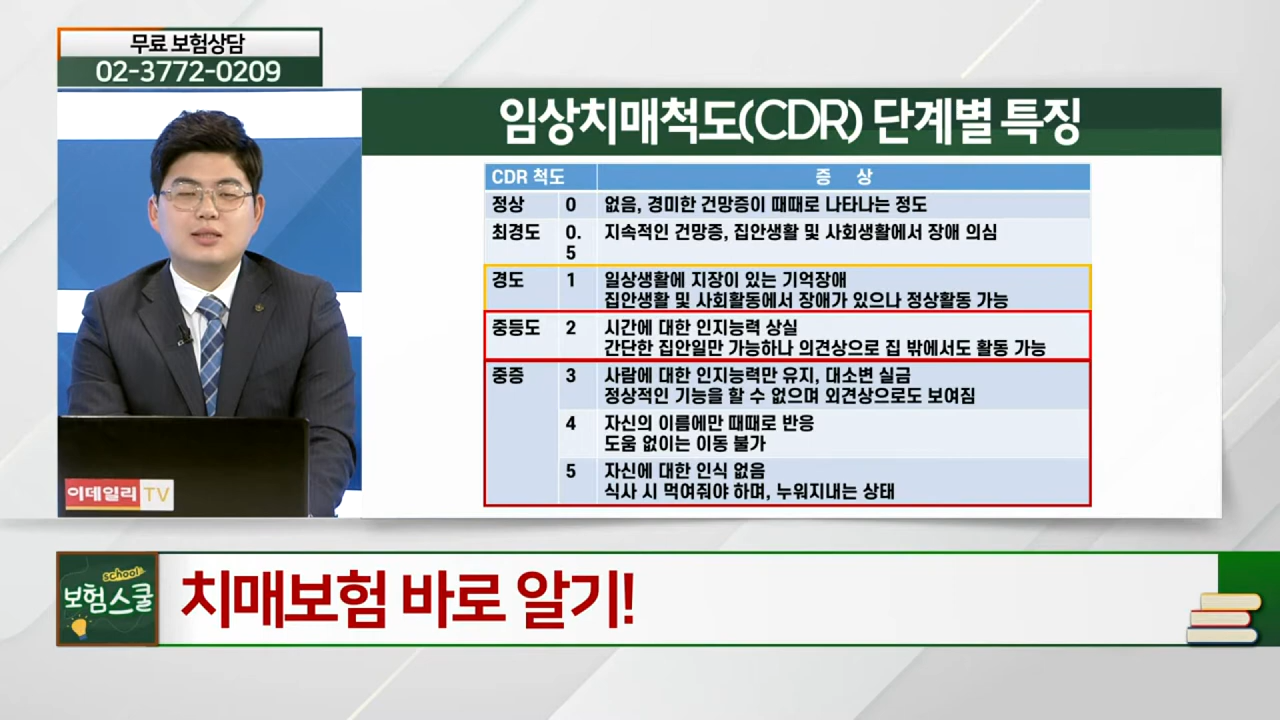 무료 보험상담
02-3772-0209
임상치매척도(CDR) 단계별 특징
CDR 척도 증 상
정상 0 없음, 경미한 건망증이 때때로 나타나는 정도
최경도 0.
5
지속적인 건망증, 집안생활 및 사회생활에서 장애 의심
경도 1 일상생활에 지장이 있는 기억장애
집안생활 및 사회활동에서 장애가 있으나 정상활동 가능
중등도 2 시간에 대한 인지능력 상실
간단한 집안일만 가능하나 의견상으로 집 밖에서도 활동 가능
중증 3 사람에 대한 인지능력만 유지, 대소변 실금
정상적인 기능을 할 수 없으며 외견상으로도 보여짐
4 자신의 이름에만 때때로 반응
도움 없이는 이동 불가
5 자신에 대한 인식 없음
식사 시 먹여줘야 하며, 누워지내는 상태
이데일리 TV
school
보험스쿨
치매보험 바로 알기!